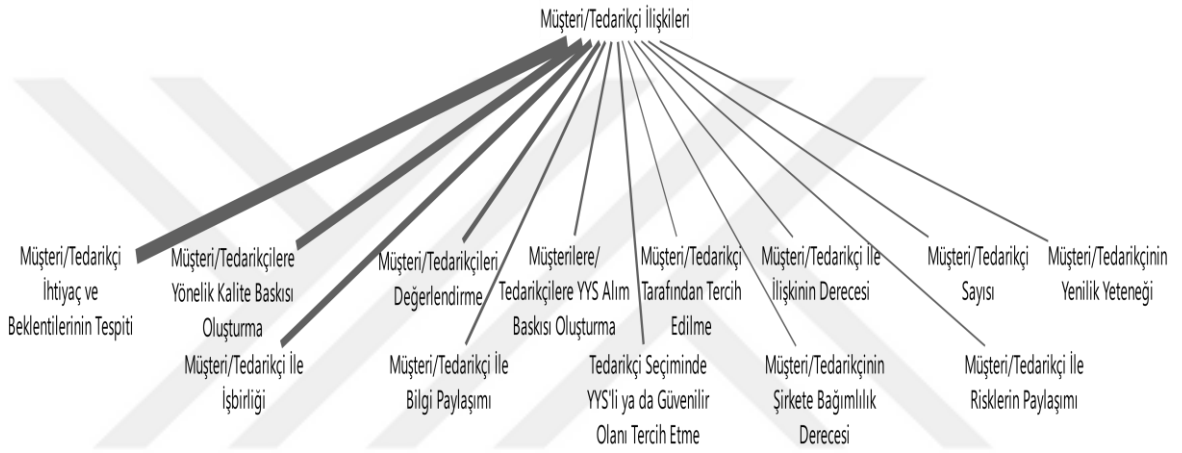 Müşteri/Tedarikçi İlişkileri
Müşteri/Tedarikçi
İhtiyaç ve
Beklentilerinin Tespiti
Müşteri/Tedarikçilere
Yönelik Kalite Baskısı
Oluşturma
Müşteri/Tedarikçileri
Değerlendirme
Müşterilere/
Tedarikçilere YYS Alım
Baskısı Oluşturma
Müşteri/Tedarikçi
Tarafından Tercih
Edilme
Müşteri/Tedarikçi İle
İlişkinin Derecesi
Müşteri/Tedarikçi
Sayısı
Müşteri/Tedarikçinin
Yenilik Yeteneği
Müşteri/Tedarikçi İle
İşbirliği
Müşteri/Tedarikçi İle
Bilgi Paylaşımı
Tedarikçi Seçiminde
YYS'li ya da Güvenilir
Olanı Tercih Etme
Müşteri/Tedarikçinin
Şirkete Bağımlılık
Derecesi
Müşteri/Tedarikçi İle
Risklerin Paylaşımı